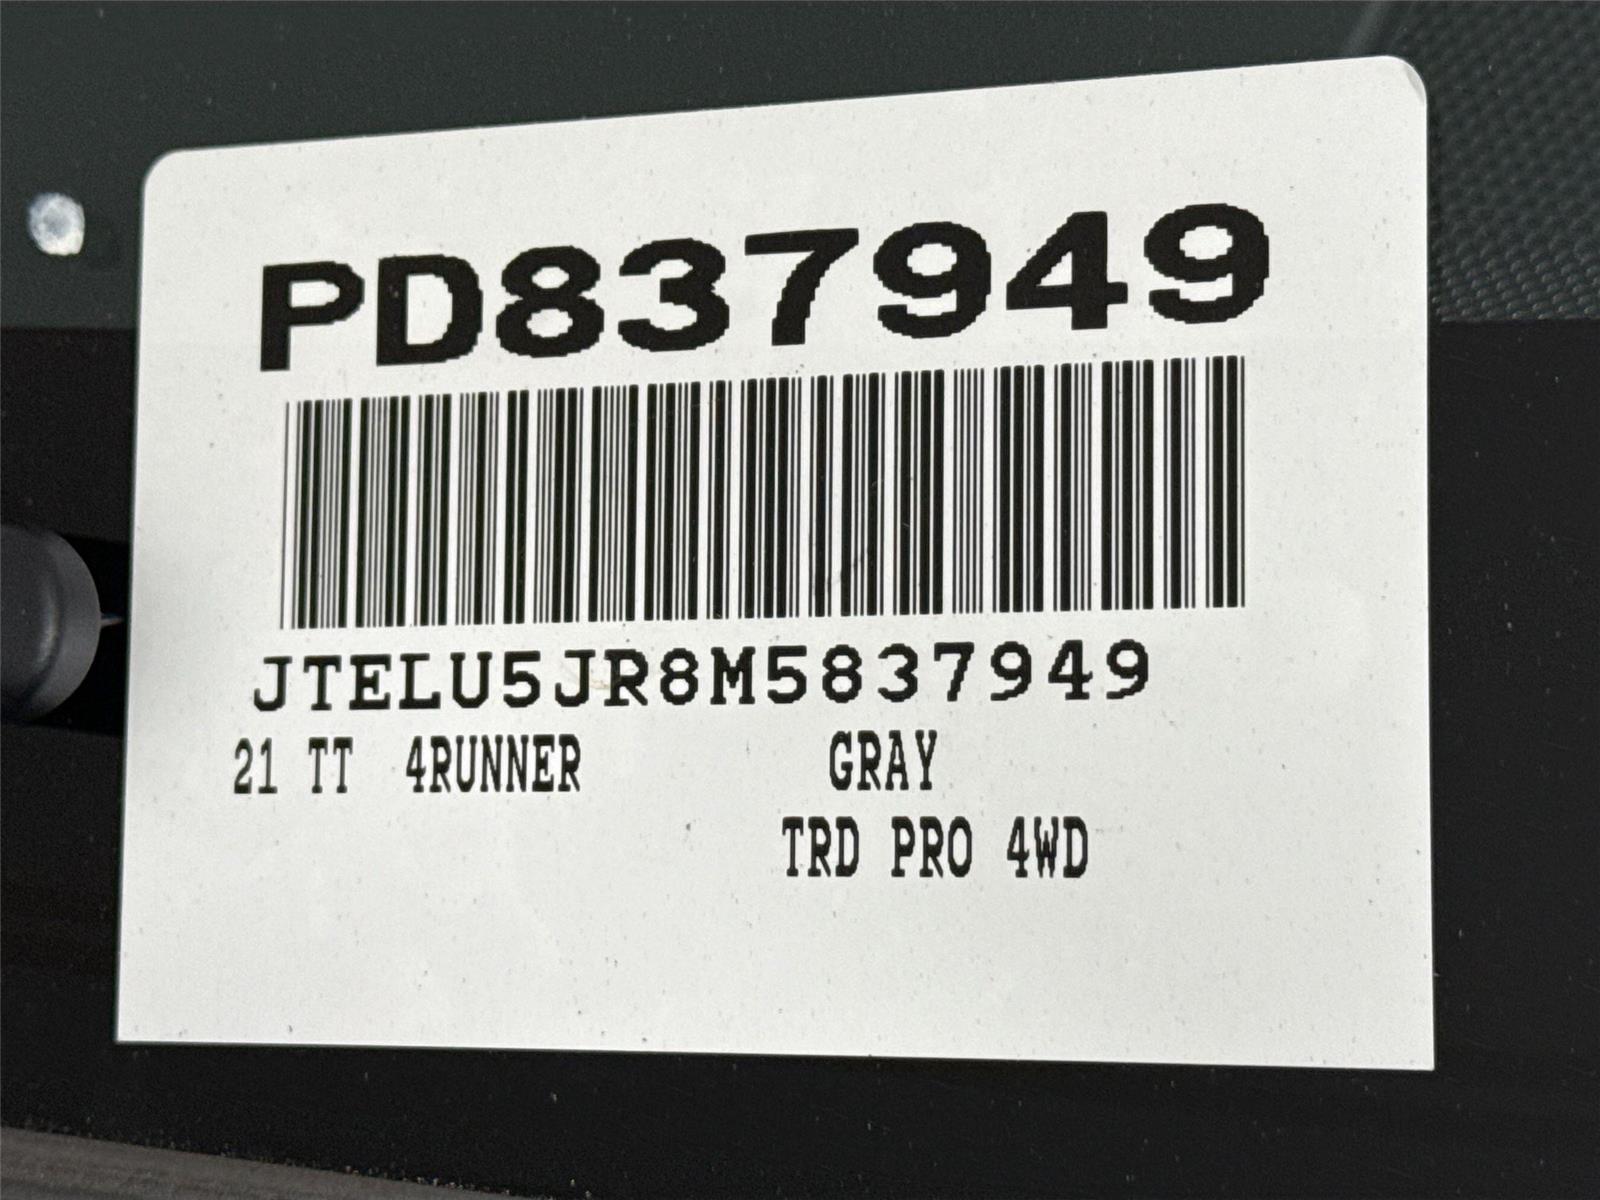 PD837949
JTELU5JR8M5837949
21 TT 4RUNNER GRAY
TRD PRO 4WD